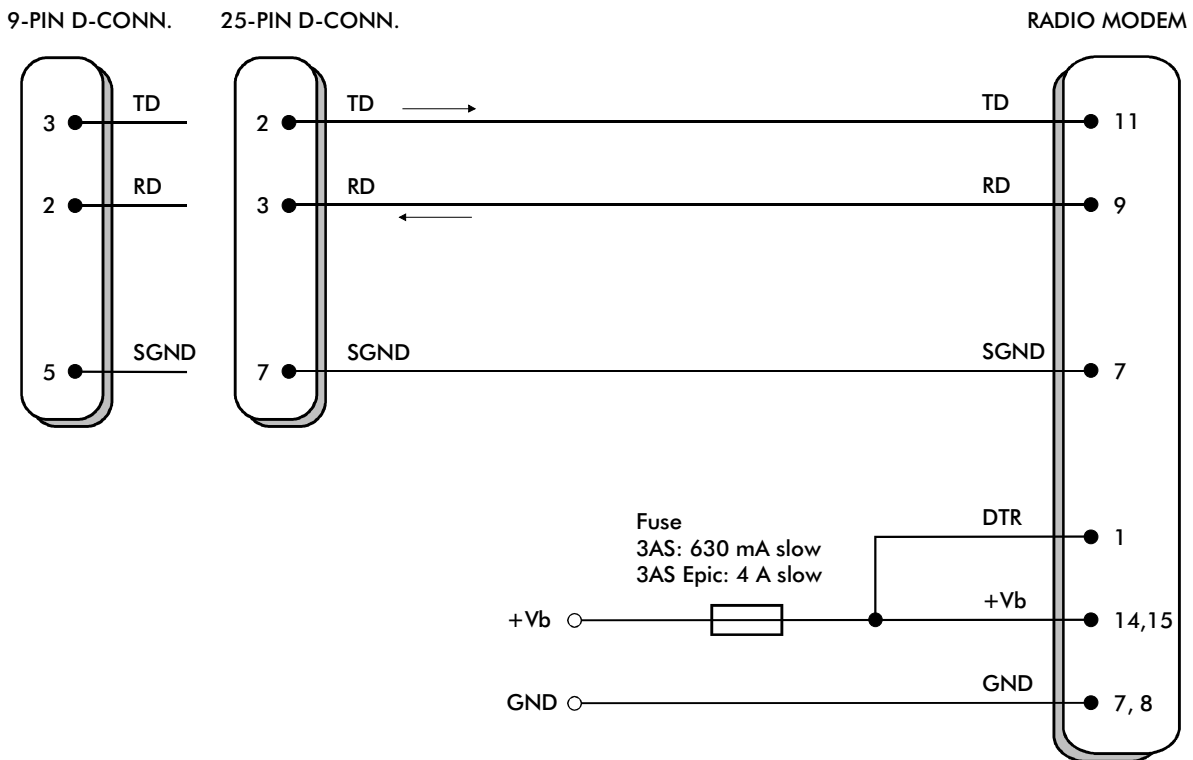 9-PIN D-CONN.
25-PIN D-CONN.
RADIO MODEM
3
TD
2
TD
TD
11
2
RD
3
RD
RD
9
5
SGND
7
SGND
SGND
7
Fuse
3AS: 630 mA slow
3AS Epic: 4 A slow
DTR
1
+Vb
+Vb
14,15
GND
GND
7, 8